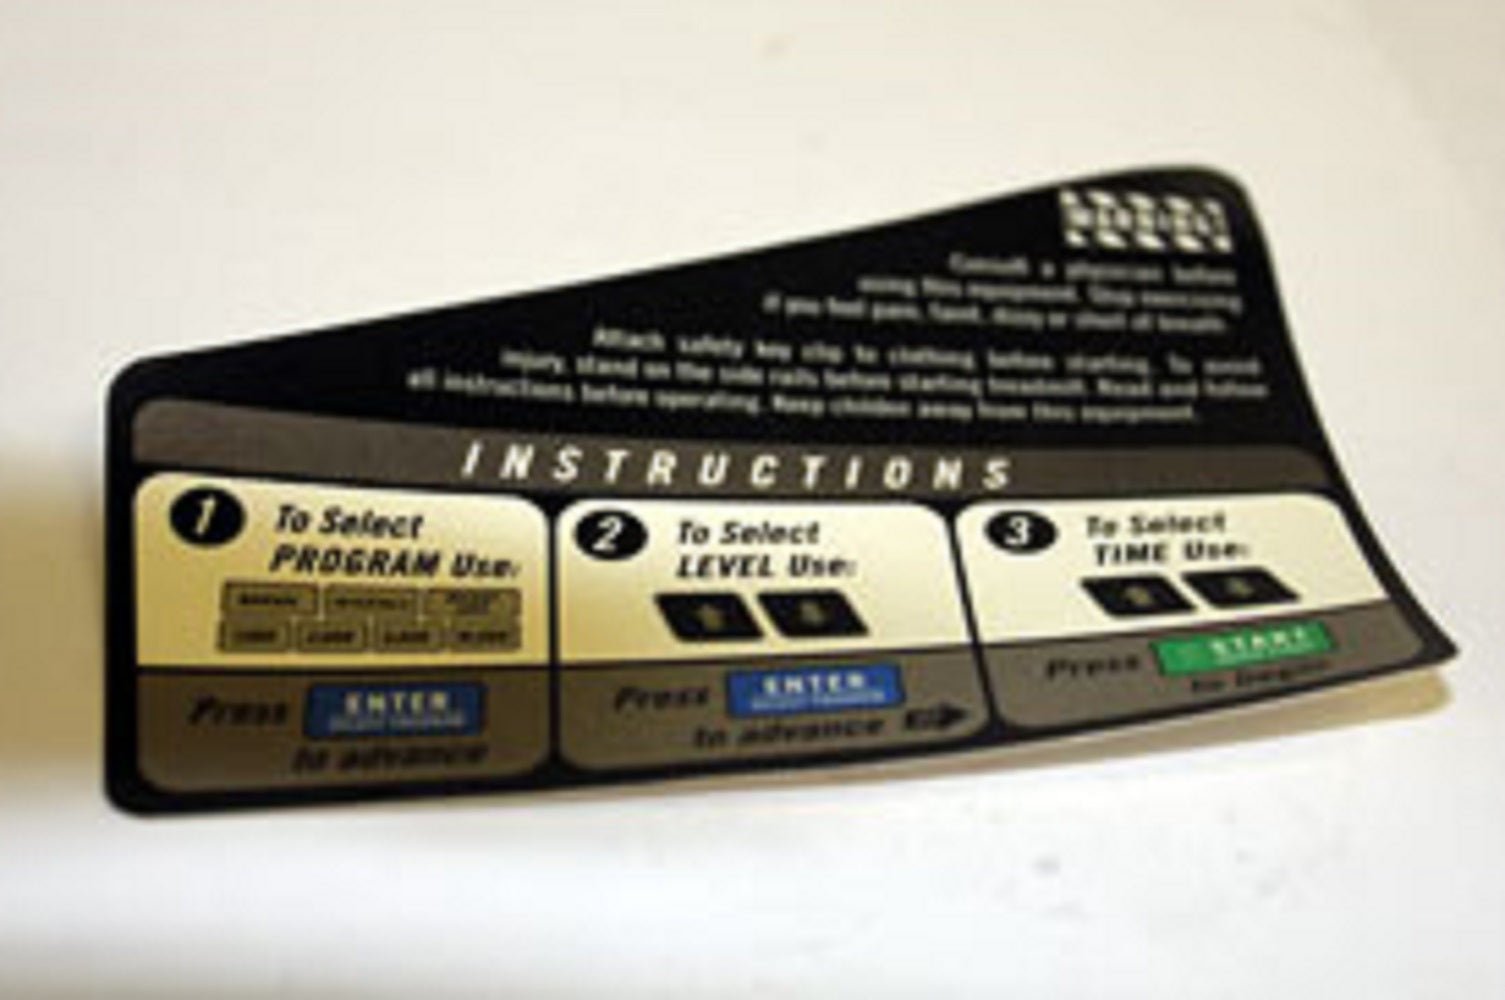 WARNING!
Consult a physician before
using this equipment. Stop exercising
if you feel pain, faint, dizzy or short of breath.
Attach safety key clip to clothing before starting. To avoid
injury, stand on the side rails before starting treadmill. Read and follow
all instructions before operating. Keep children away from this equipment.
INSTRUCTIONS
1 To Select
PROGRAM Use:
Press ENTER
to advance
2 To Select
LEVEL Use:
Press ENTER
to advance
3 To Select
TIME Use:
Press START
to begin